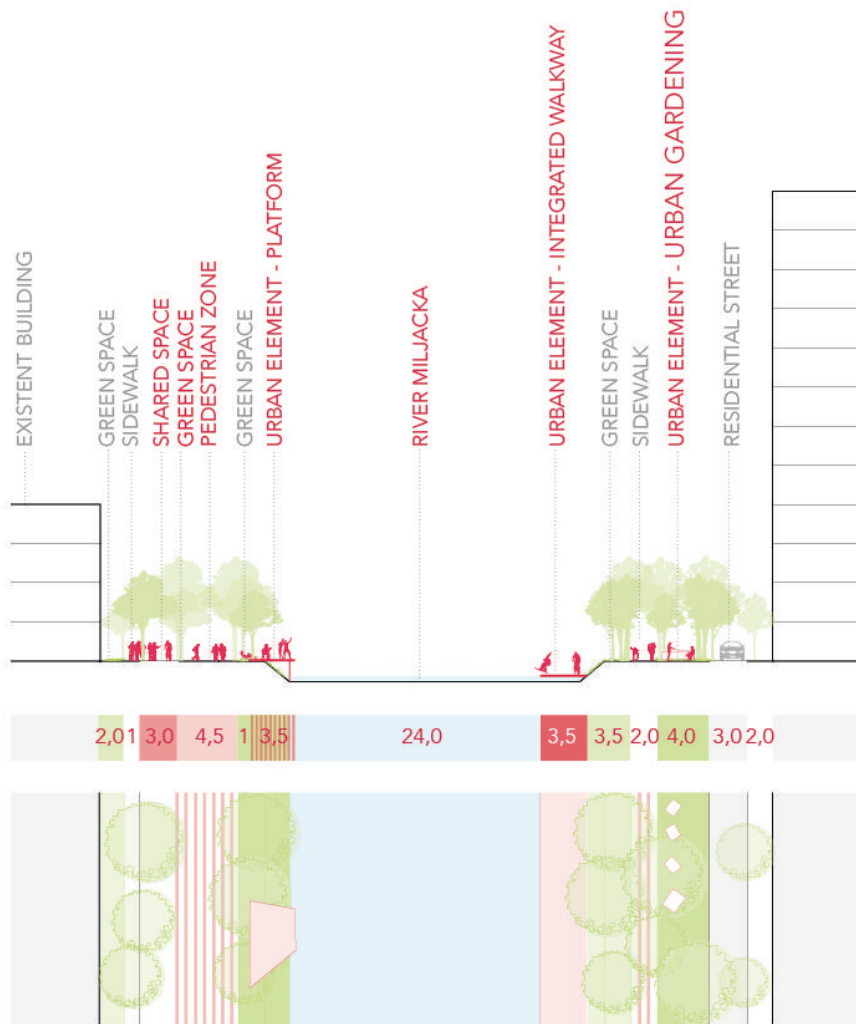 EXISTENT BUILDING
GREEN SPACE
SIDEWALK
SHARED SPACE
GREEN SPACE
PEDESTRIAN ZONE
GREEN SPACE
URBAN ELEMENT - PLATFORM
RIVER MILJACKA
URBAN ELEMENT - INTEGRATED WALKWAY
GREEN SPACE
SIDEWALK
URBAN ELEMENT - URBAN GARDENING
RESIDENTIAL STREET
2,0 1 3,0 4,5 1 3,5 24,0 3,5 3,5 2,0 4,0 3,0 2,0